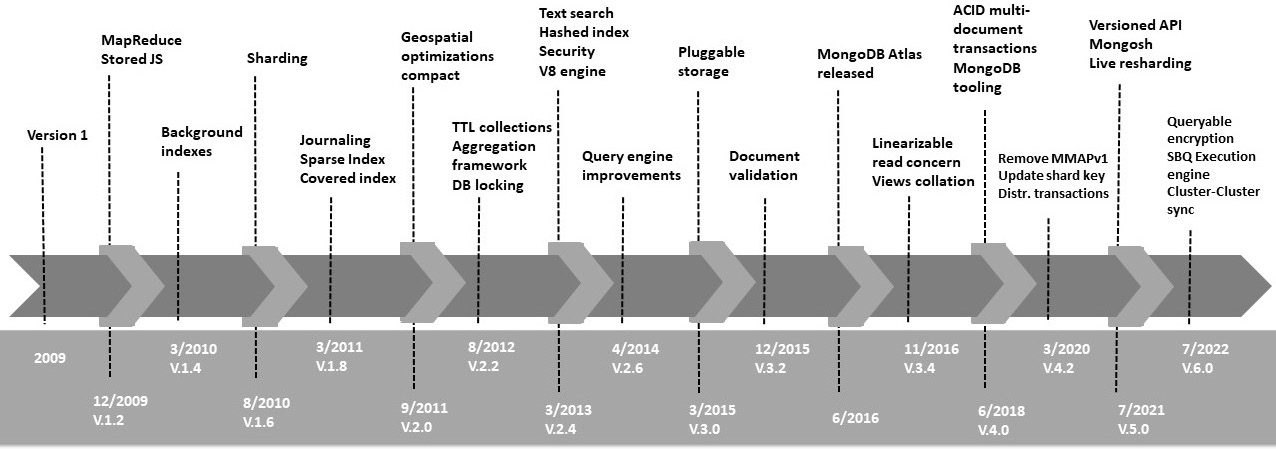 Version 1
2009
MapReduce
Stored JS
12/2009
V.1.2
Background
indexes
3/2010
V.1.4
Sharding
8/2010
V.1.6
Journaling
Sparse Index
Covered index
3/2011
V.1.8
Geospatial
optimizations
compact
9/2011
V.2.0
TTL collections
Aggregation
framework
DB locking
8/2012
V.2.2
Text search
Hashed index
Security
V8 engine
3/2013
V.2.4
Query engine
improvements
4/2014
V.2.6
Pluggable
storage
3/2015
V.3.0
Document
validation
12/2015
V.3.2
MongoDB Atlas
released
6/2016
Linearizable
read concern
Views collation
11/2016
V.3.4
ACID multi-
document
transactions
MongoDB
tooling
6/2018
V.4.0
Remove MMAPv1
Update shard key
Distr. transactions
3/2020
V.4.2
Versioned API
Mongosh
Live resharding
7/2021
V.5.0
Queryable
encryption
SBQ Execution
engine
Cluster-Cluster
sync
7/2022
V.6.0